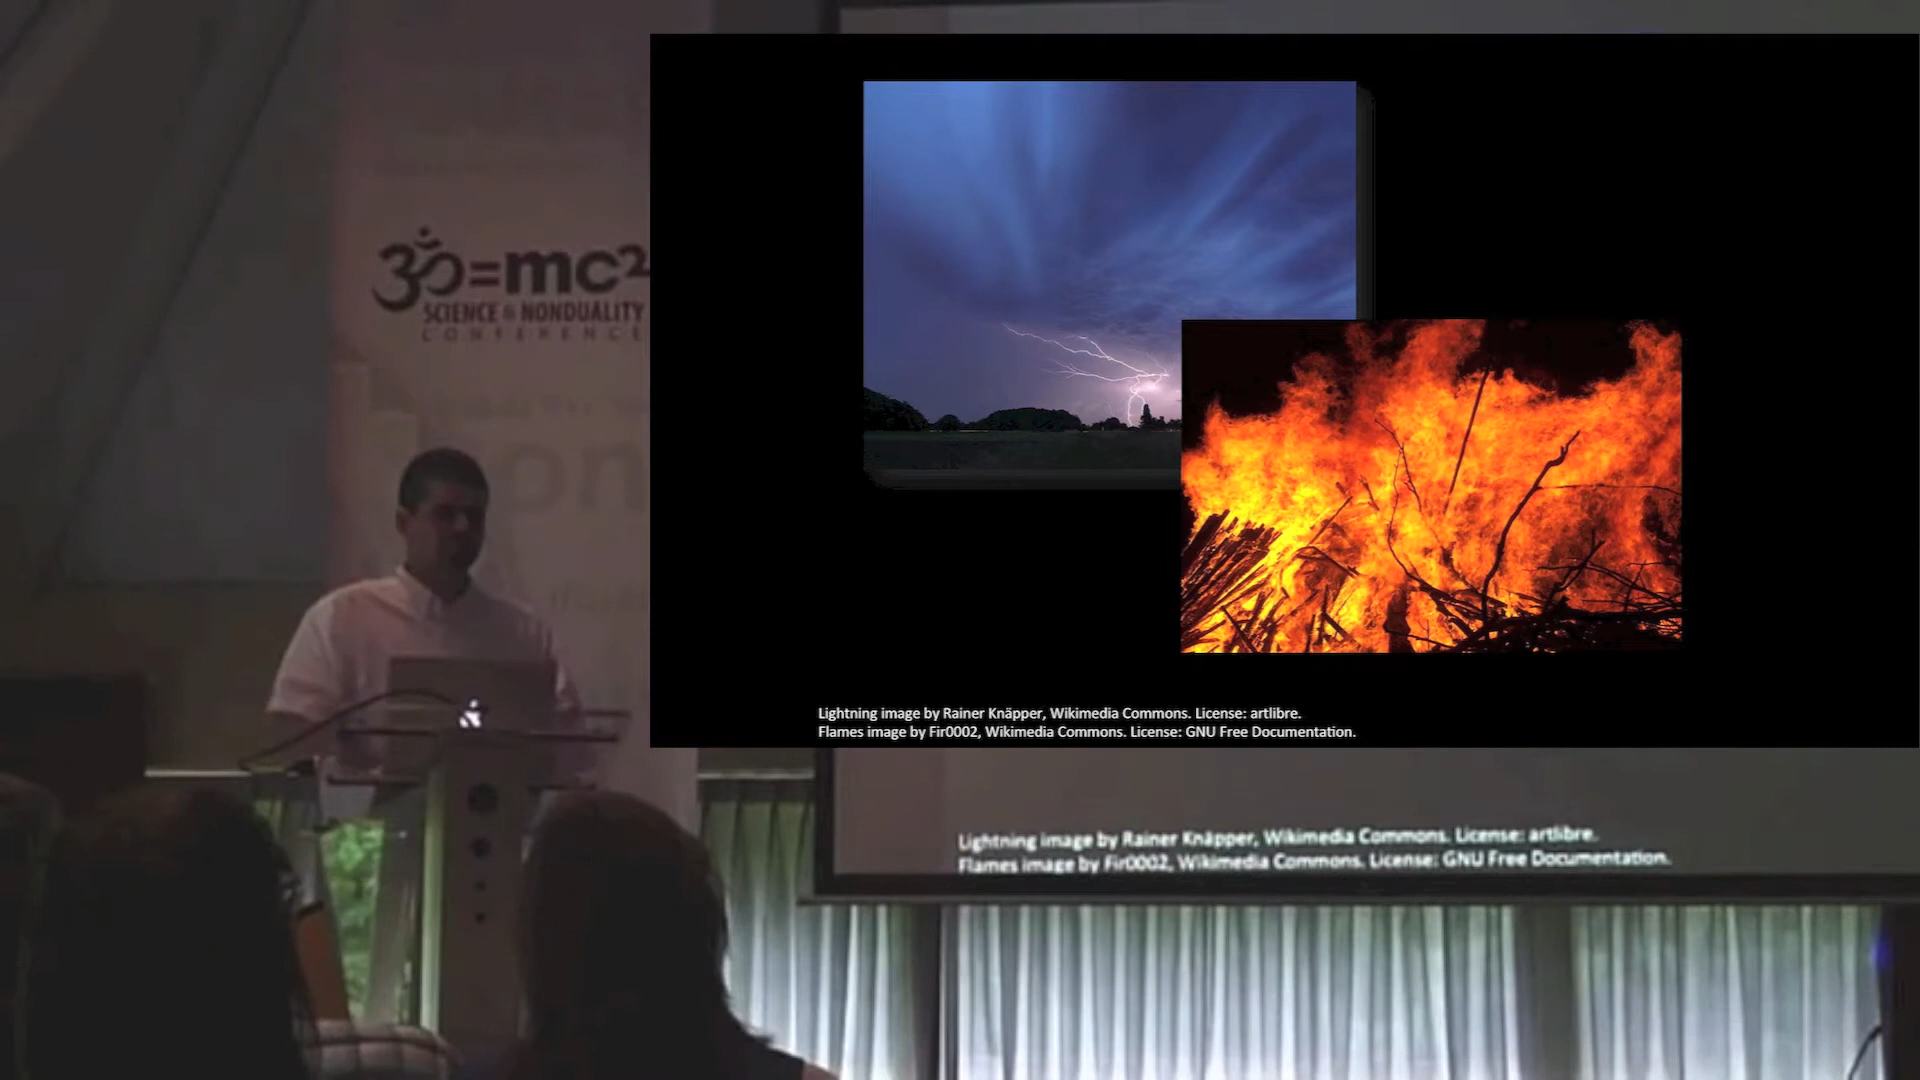 ॐ=mc²
SCIENCE & NONDUALITY
CONFERENCE
on
Lightning image by Rainer Knäpper, Wikimedia Commons. License: artlibre.
Flames image by Fir0002, Wikimedia Commons. License: GNU Free Documentation.
Lightning image by Rainer Knäpper, Wikimedia Commons. License: artlibre.
Flames image by Fir0002, Wikimedia Commons. License: GNU Free Documentation.